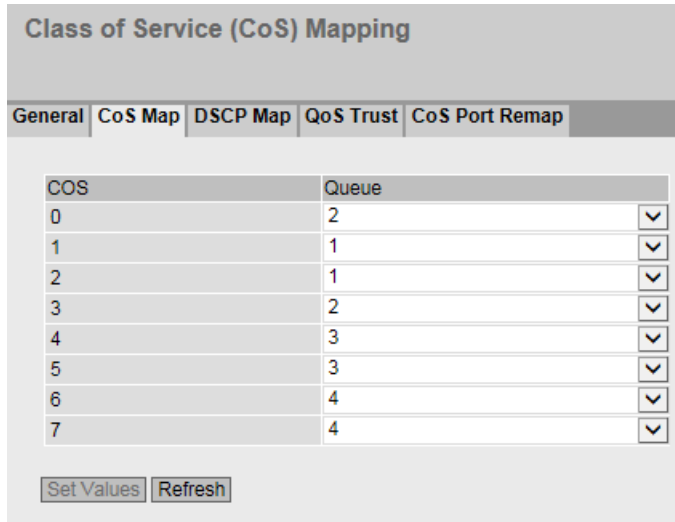 Class of Service (CoS) Mapping
General CoS Map DSCP Map QoS Trust CoS Port Remap
COS Queue
0 2
1 1
2 1
3 2
4 3
5 3
6 4
7 4
Set Values Refresh